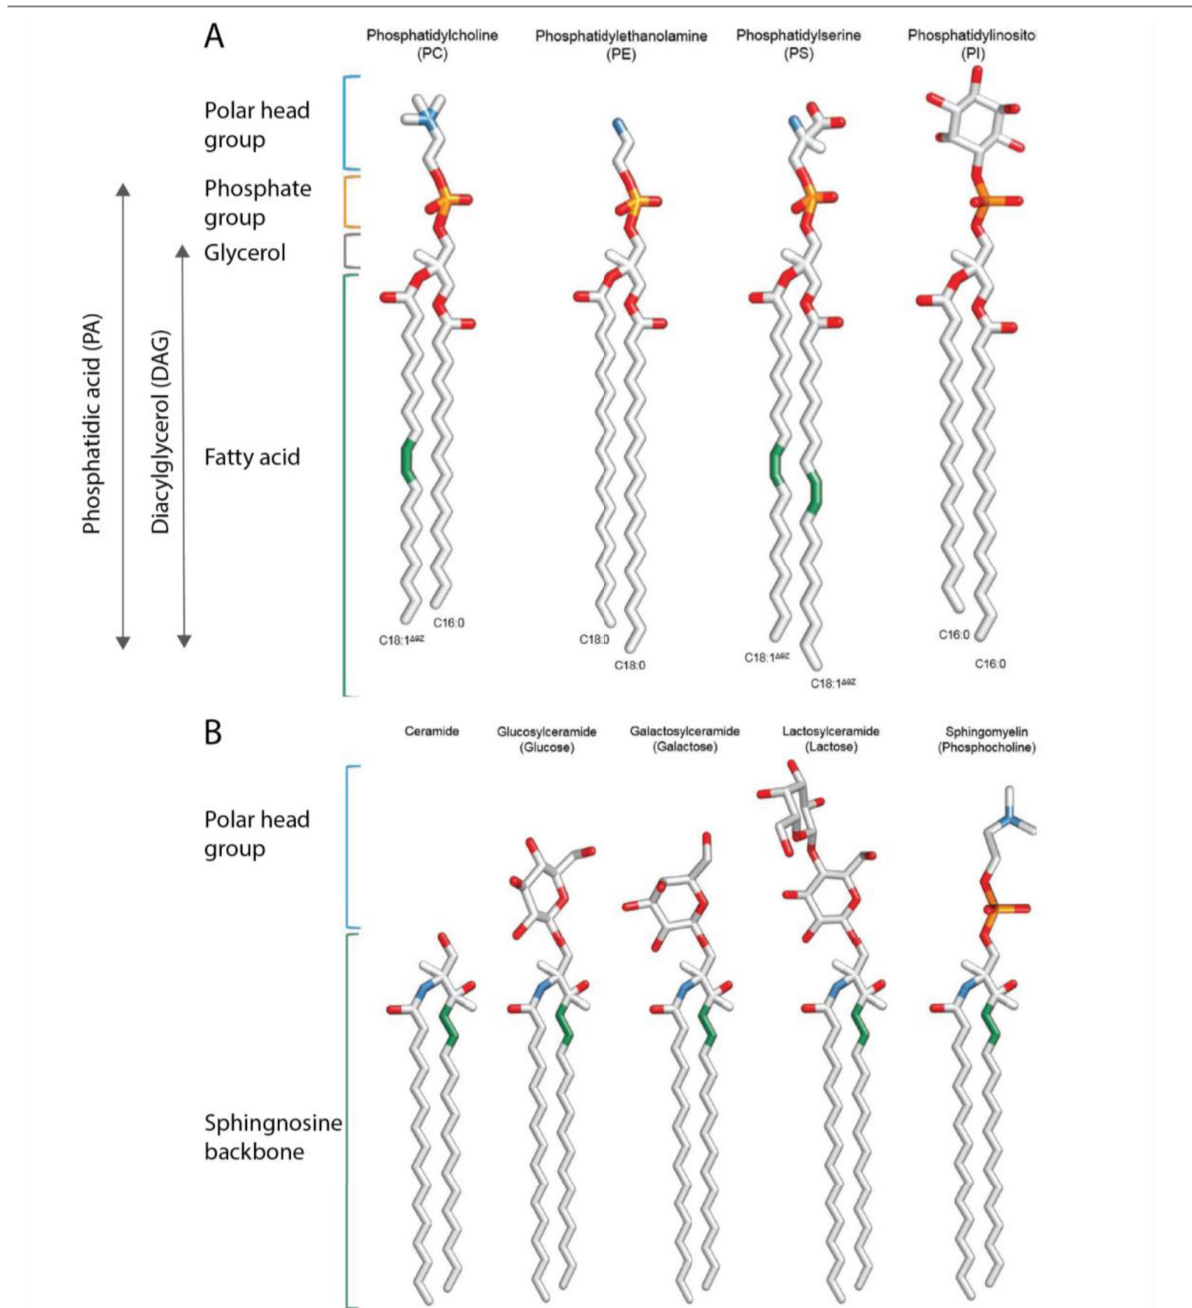 A
Phosphatidylcholine
(PC)
Phosphatidylethanolamine
(PE)
Phosphatidylserine
(PS)
Phosphatidylinositol
(PI)
Polar head
group
Phosphate
group
Glycerol
Fatty acid
Phosphatidic acid (PA)
Diacylglycerol (DAG)
C18:1Δ9Z
C16:0
C18:0
C18:0
C18:1Δ9Z
C18:1Δ9Z
C16:0
C16:0
B
Ceramide
Glucosylceramide
(Glucose)
Galactosylceramide
(Galactose)
Lactosylceramide
(Lactose)
Sphingomyelin
(Phosphocholine)
Polar head
group
Sphingnosine
backbone